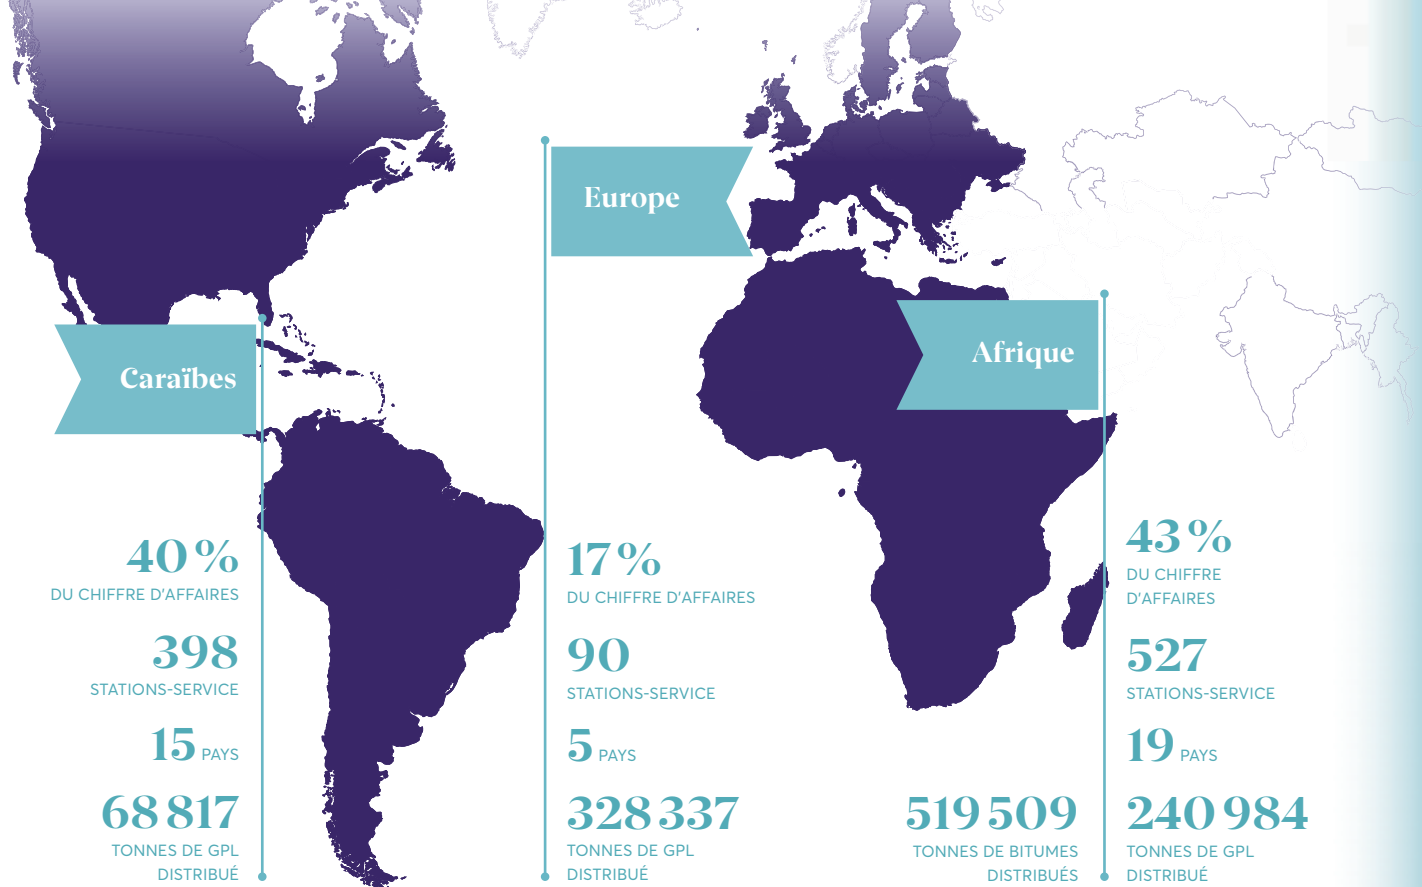 Europe
Caraïbes
Afrique
40 %
DU CHIFFRE D'AFFAIRES
398
STATIONS-SERVICE
15 PAYS
68 817
TONNES DE GPL
DISTRIBUÉ
17 %
DU CHIFFRE D'AFFAIRES
90
STATIONS-SERVICE
5 PAYS
328 337
TONNES DE GPL
DISTRIBUÉ
519 509
TONNES DE BITUMES
DISTRIBUÉS
43 %
DU CHIFFRE
D'AFFAIRES
527
STATIONS-SERVICE
19 PAYS
240 984
TONNES DE GPL
DISTRIBUÉ